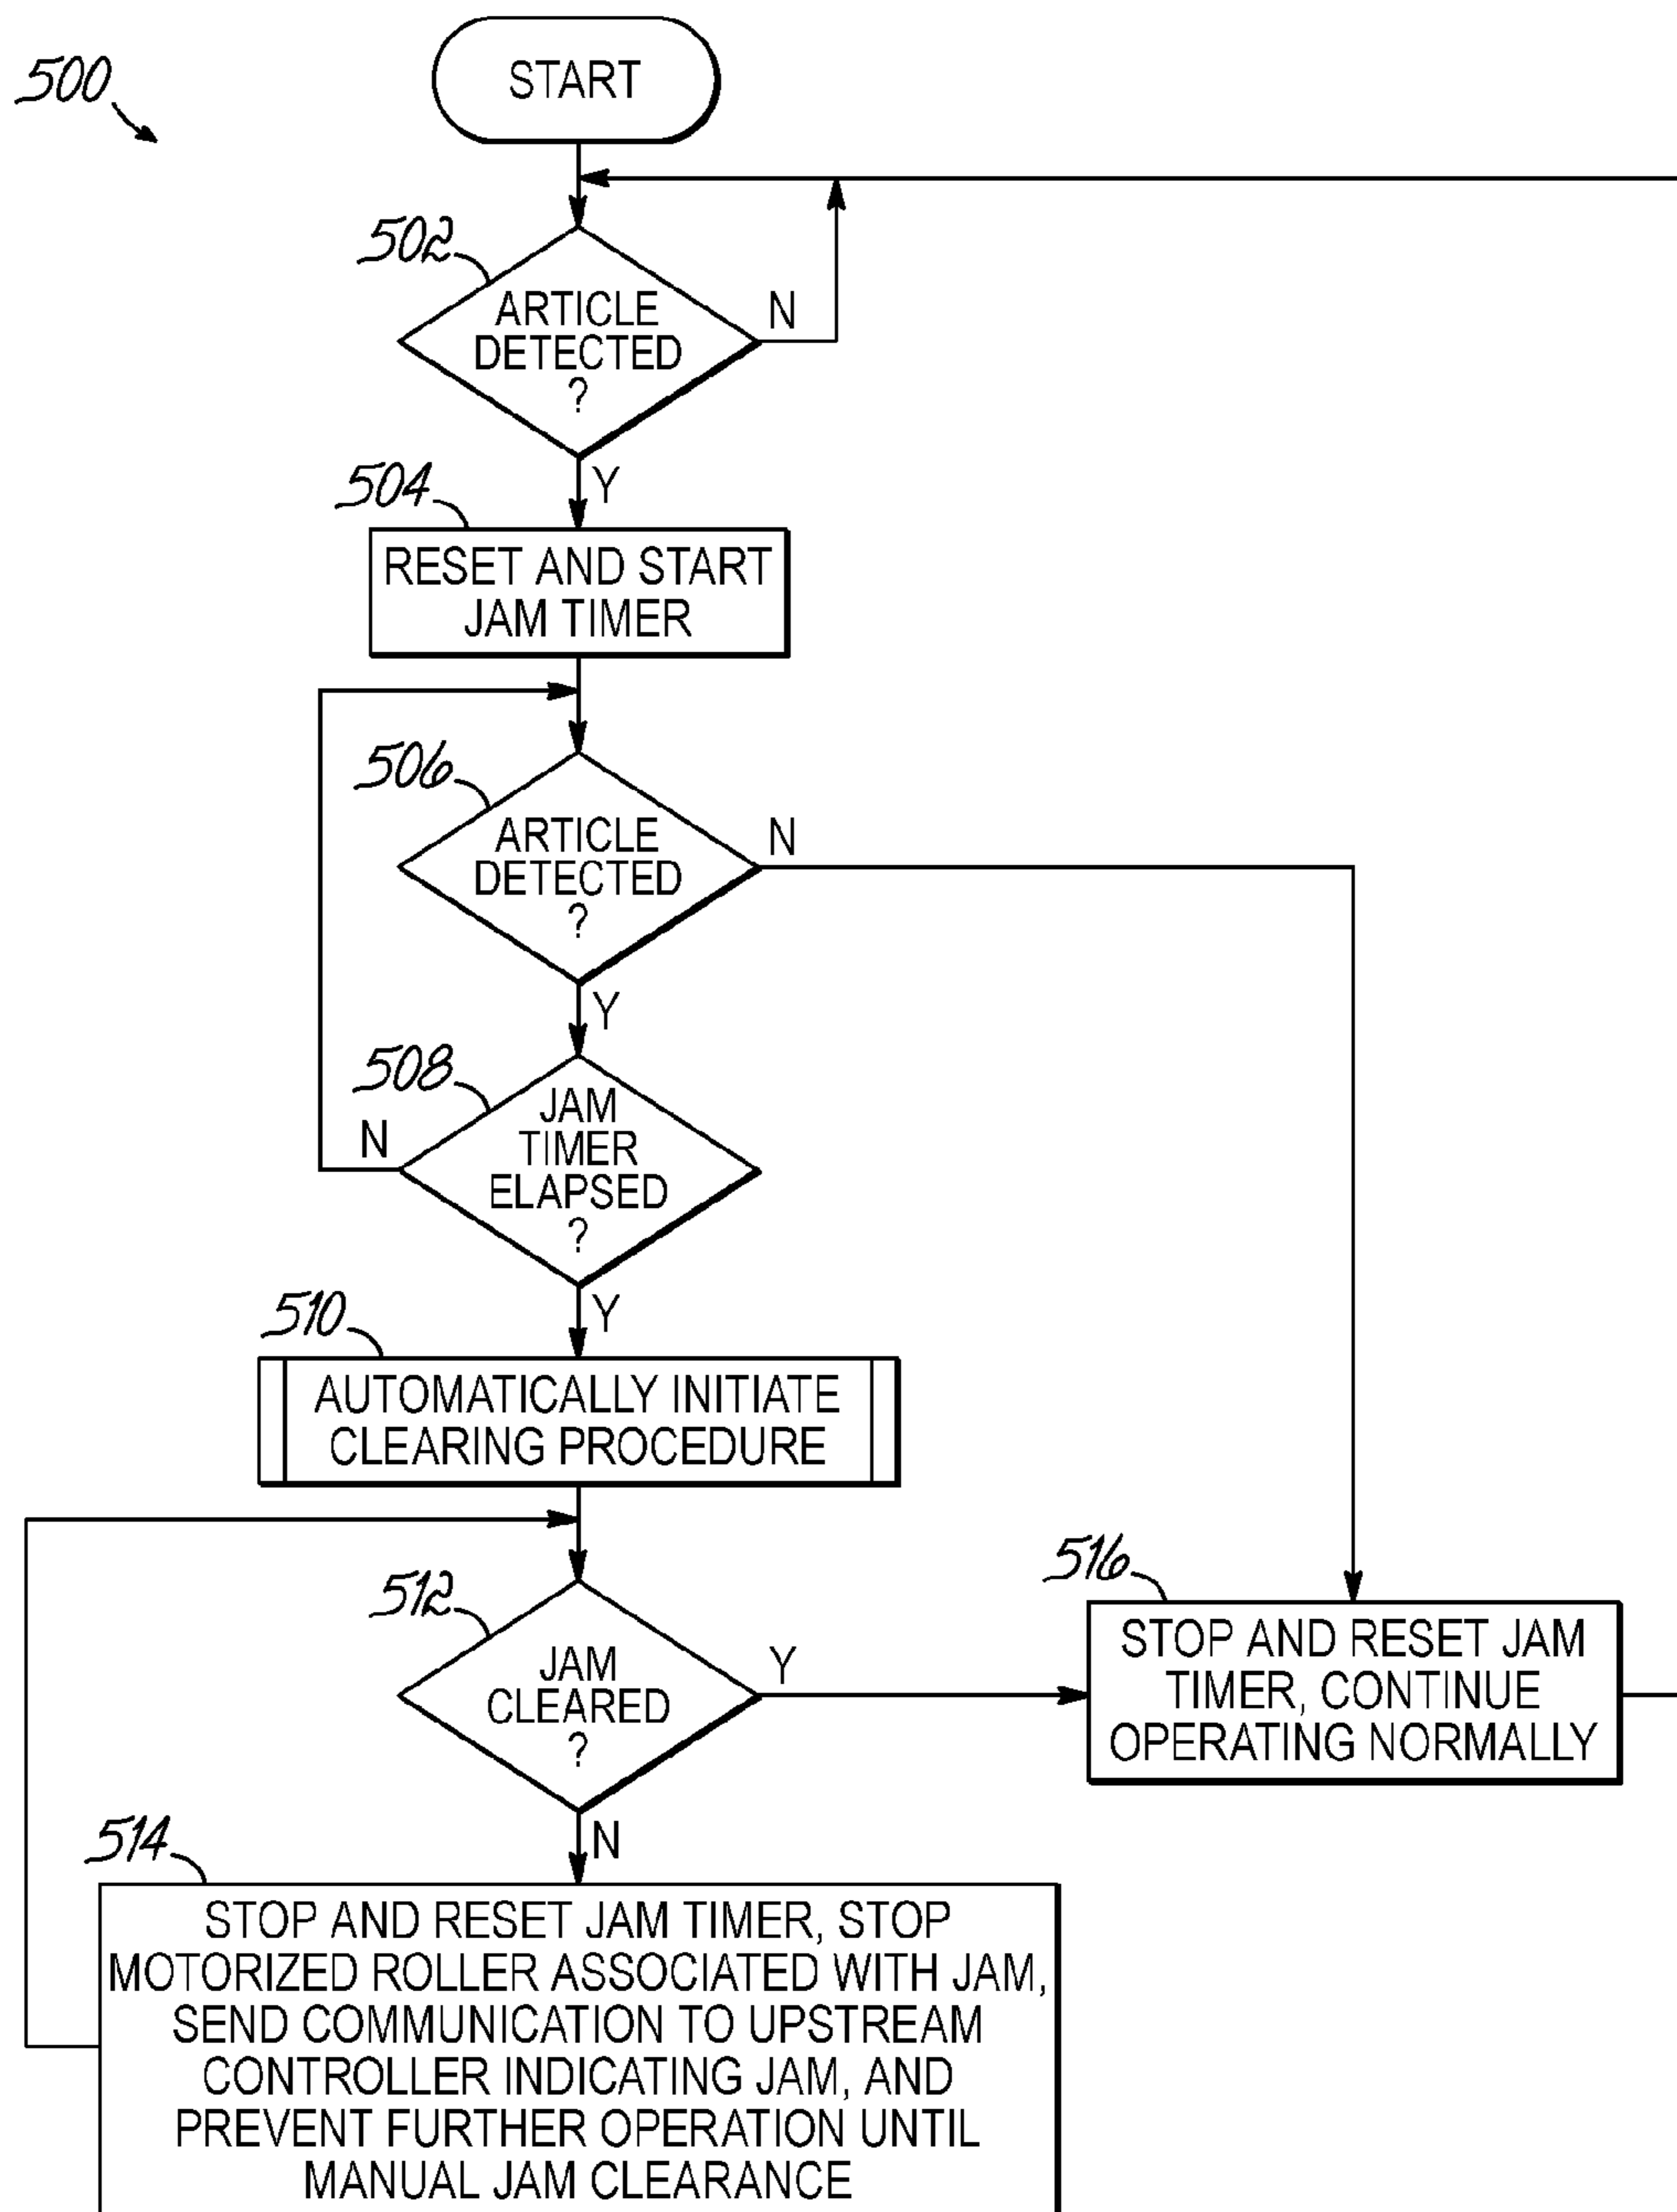 500
START
502
ARTICLE
DETECTED
?
N
Y
504
RESET AND START
JAM TIMER
506
ARTICLE
DETECTED
?
N
Y
508
JAM
TIMER
ELAPSED
?
N
Y
510
AUTOMATICALLY INITIATE
CLEARING PROCEDURE
512
JAM
CLEARED
?
Y
N
516
STOP AND RESET JAM
TIMER, CONTINUE
OPERATING NORMALLY
514
STOP AND RESET JAM TIMER, STOP
MOTORIZED ROLLER ASSOCIATED WITH JAM,
SEND COMMUNICATION TO UPSTREAM
CONTROLLER INDICATING JAM, AND
PREVENT FURTHER OPERATION UNTIL
MANUAL JAM CLEARANCE